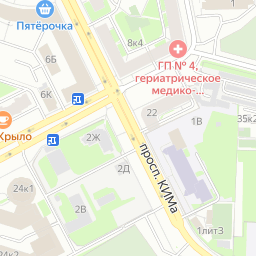 Пятёрочка
8к4
ГП № 4,
гериатрическое
медико-...
6Б
6К
35к
22
1В
Крыло
2Ж
просп. КИМа
2Д
24к1
2В
1лит3